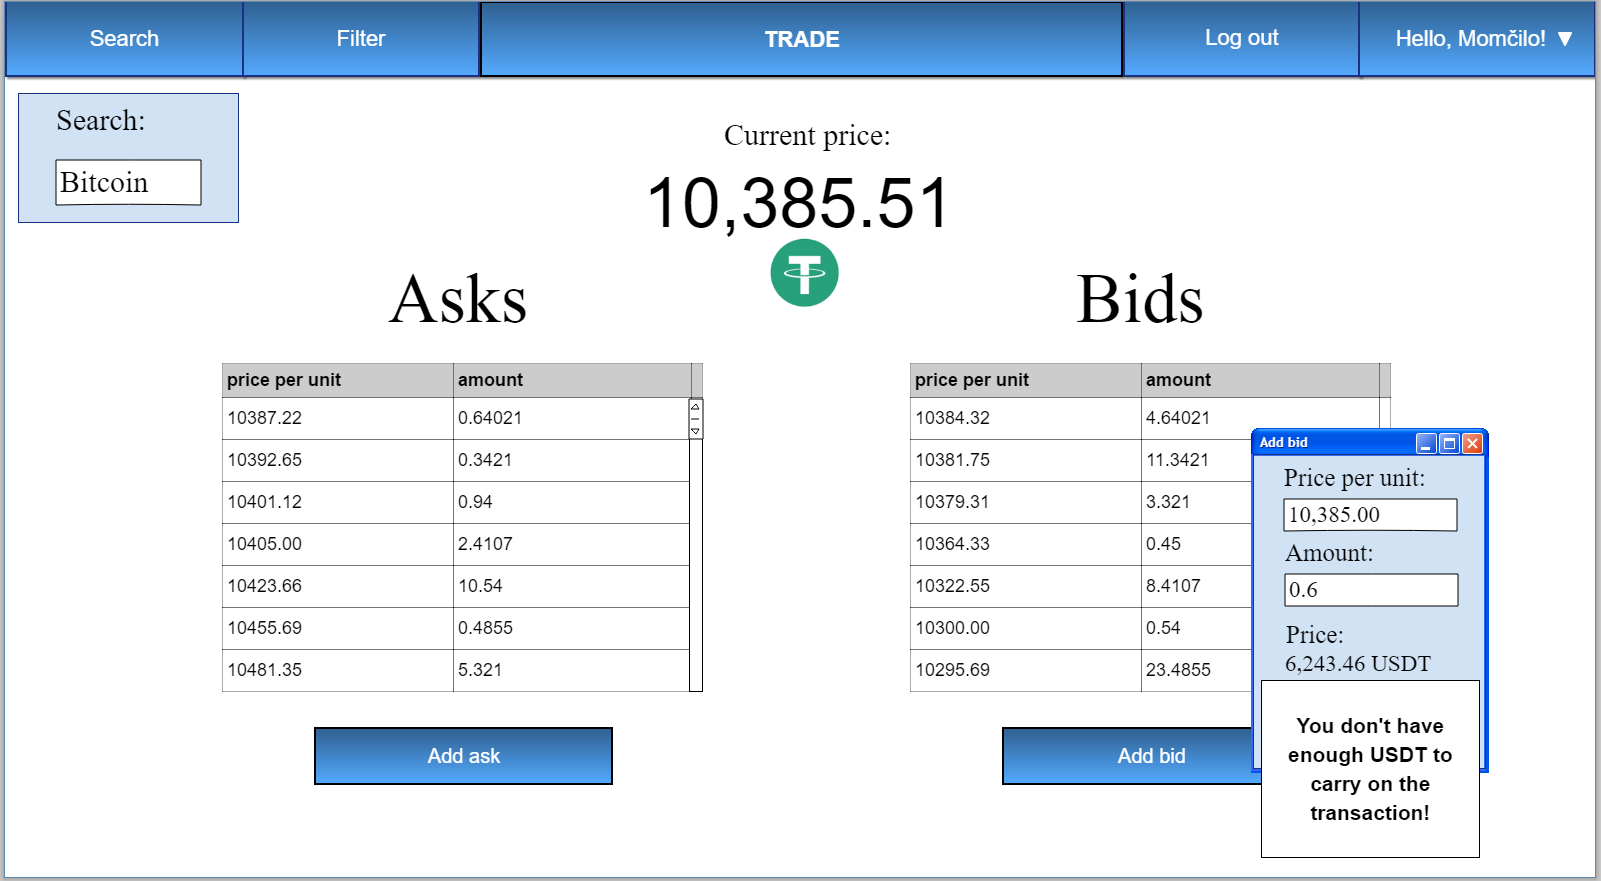 Search
Filter
TRADE
Log out
Hello, Momčilo! ▼
Search:
Bitcoin
Current price:
10,385.51
Asks
price per unit amount
10387.22 0.64021
10392.65 0.3421
10401.12 0.94
10405.00 2.4107
10423.66 10.54
10455.69 0.4855
10481.35 5.321
Add ask
Bids
price per unit amount
10384.32 4.64021
10381.75 11.3421
10379.31 3.321
10364.33 0.45
10322.55 8.4107
10300.00 0.54
10295.69 23.4855
Add bid
Add bid
Price per unit:
10,385.00
Amount:
0.6
Price:
6,243.46 USDT
You don't have
enough USDT to
carry on the
transaction!